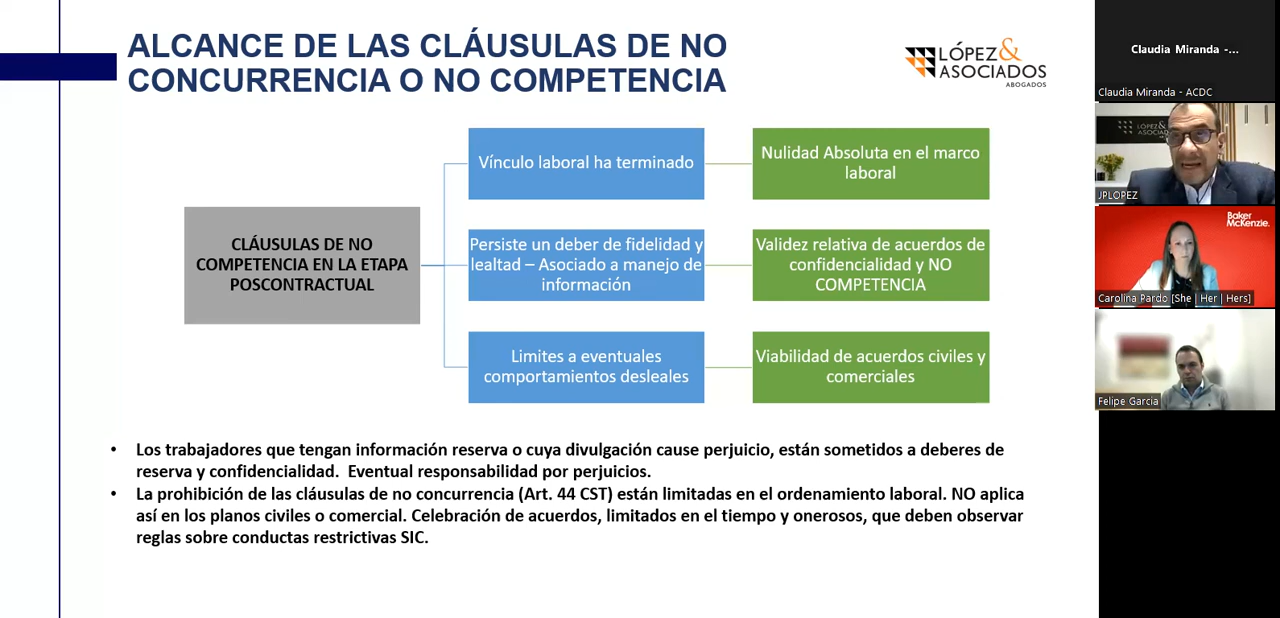 ALCANCE DE LAS CLÁUSULAS DE NO
CONCURRENCIA O NO COMPETENCIA
LÓPEZ&
ASOCIADOS
ABOGADOS
CLÁUSULAS DE NO
COMPETENCIA EN LA ETAPA
POSCONTRACTUAL
Vínculo laboral ha terminado
Nulidad Absoluta en el marco
laboral
Persiste un deber de fidelidad y
lealtad – Asociado a manejo de
información
Validez relativa de acuerdos de
confidencialidad y NO
COMPETENCIA
Limites a eventuales
comportamientos desleales
Viabilidad de acuerdos civiles y
comerciales
• Los trabajadores que tengan información reserva o cuya divulgación cause perjuicio, están sometidos a deberes de
reserva y confidencialidad. Eventual responsabilidad por perjuicios.
• La prohibición de las cláusulas de no concurrencia (Art. 44 CST) están limitadas en el ordenamiento laboral. NO aplica
así en los planos civiles o comercial. Celebración de acuerdos, limitados en el tiempo y onerosos, que deben observar
reglas sobre conductas restrictivas SIC.
Claudia Miranda -...
Claudia Miranda - ACDC
LÓPEZ&
ASOCIADOS
JPLOPEZ
Baker
McKenzie.
Carolina Pardo [She | Her | Hers]
Felipe García